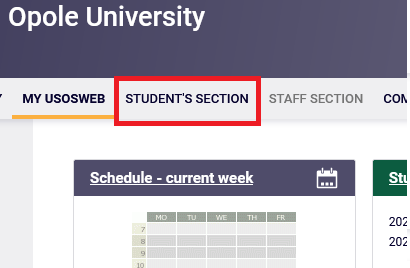 Opole University
MY USOSWEB STUDENT'S SECTION STAFF SECTION
Schedule - current week
MO TU WE TH FR
7
8
9
10